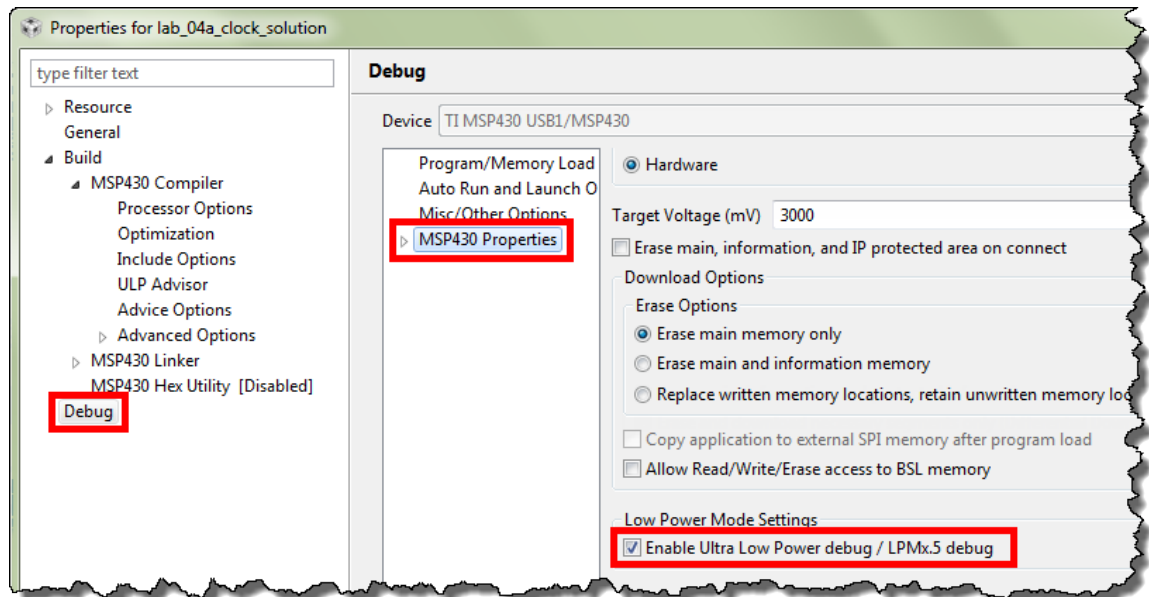 Properties for lab_04a_clock_solution
type filter text
Resource
General
Build
MSP430 Compiler
Processor Options
Optimization
Include Options
ULP Advisor
Advice Options
Advanced Options
MSP430 Linker
MSP430 Hex Utility [Disabled]
Debug
Debug
Device TI MSP430 USB1/MSP430
Program/Memory Load
Auto Run and Launch O
Misc/Other Options
MSP430 Properties
Hardware
Target Voltage (mV) 3000
Erase main, information, and IP protected area on connect
Download Options
Erase Options
Erase main memory only
Erase main and information memory
Replace written memory locations, retain unwritten memory loc
Copy application to external SPI memory after program load
Allow Read/Write/Erase access to BSL memory
Low Power Mode Settings
Enable Ultra Low Power debug / LPMx.5 debug